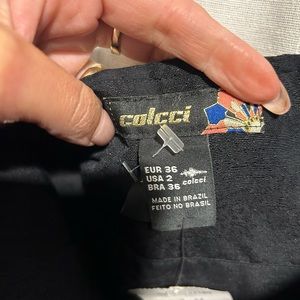 colcci
EUR 36
USA 2
BRA 36
colcci
MADE IN BRAZIL
FEITO NO BRASIL